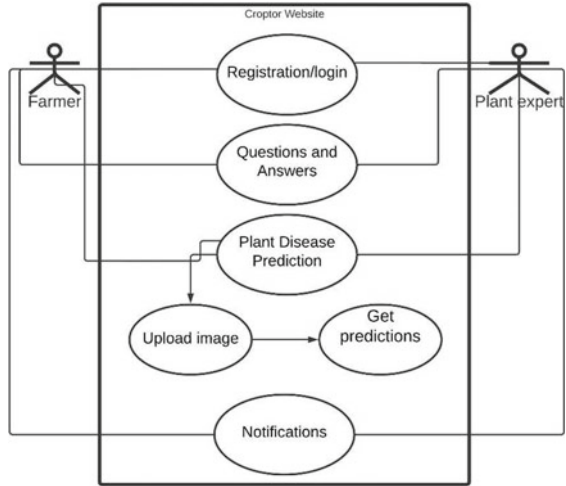 Croptor Website
Registration/login
Farmer
Plant expert
Questions and
Answers
Plant Disease
Prediction
Upload image
Get
predictions
Notifications